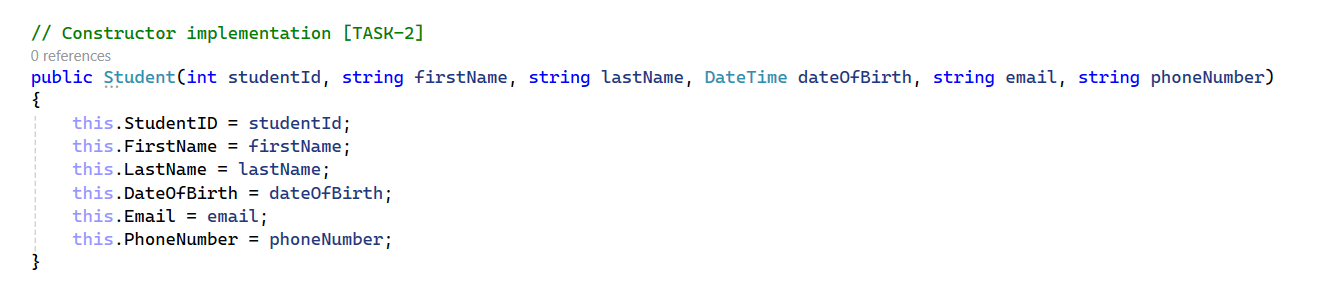 // Constructor implementation [TASK-2]
0 references
public Student(int studentId, string firstName, string lastName, DateTime dateOfBirth, string email, string phoneNumber)
{
this.StudentID = studentId;
this.FirstName = firstName;
this.LastName = lastName;
this.DateOfBirth = dateOfBirth;
this.Email = email;
this.PhoneNumber = phoneNumber;
}